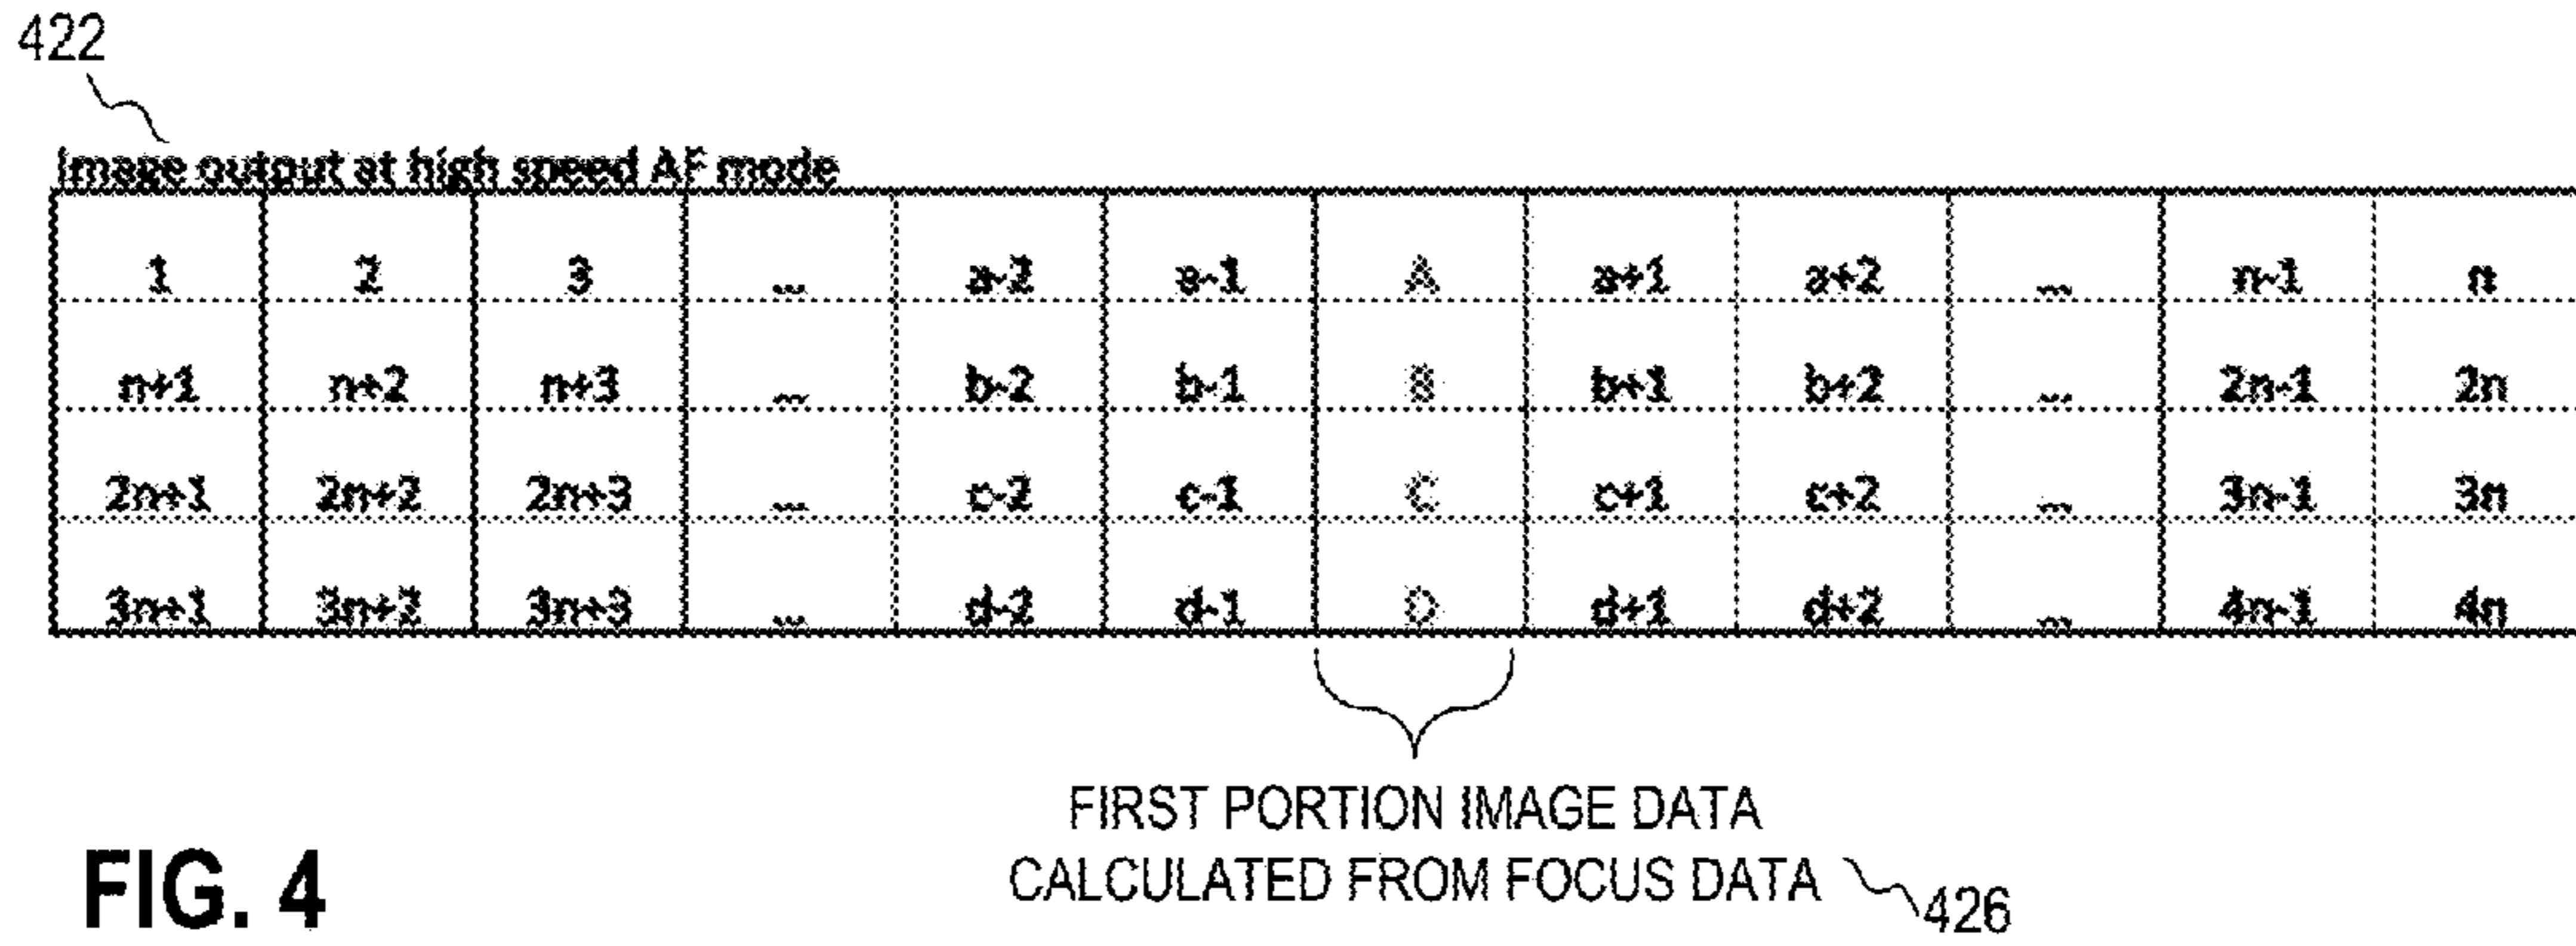 422
Image output at high speed AF mode
1 2 3 ... a-2 a-1 A a+1 a+2 ... n-1 n
n+1 n+2 n+3 ... b-2 b-1 B b+1 b+2 ... 2n-1 2n
2n+1 2n+2 2n+3 ... c-2 c-1 C c+1 c+2 ... 3n-1 3n
3n+1 3n+2 3n+3 ... d-2 d-1 D d+1 d+2 ... 4n-1 4n
FIRST PORTION IMAGE DATA
CALCULATED FROM FOCUS DATA
426
FIG. 4